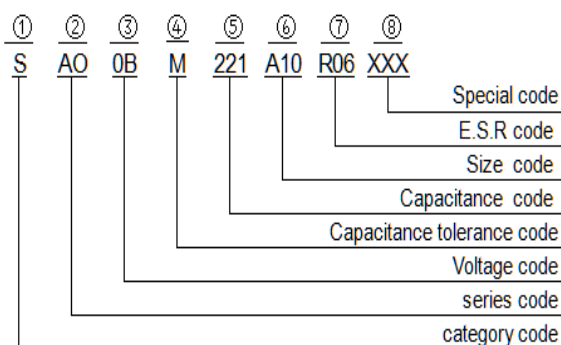 ① ② ③ ④ ⑤ ⑥ ⑦ ⑧
S AO 0B M 221 A10 R06 XXX
Special code
E.S.R code
Size code
Capacitance code
Capacitance tolerance code
Voltage code
series code
category code